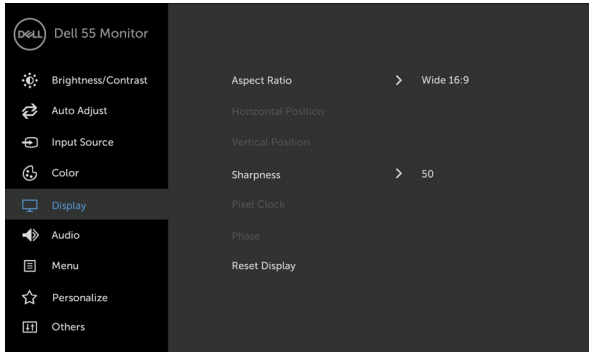 DELL Dell 55 Monitor
Brightness/Contrast
Auto Adjust
Input Source
Color
Display
Audio
Menu
Personalize
Others
Aspect Ratio > Wide 16:9
Horizontal Position
Vertical Position
Sharpness > 50
Pixel Clock
Phase
Reset Display